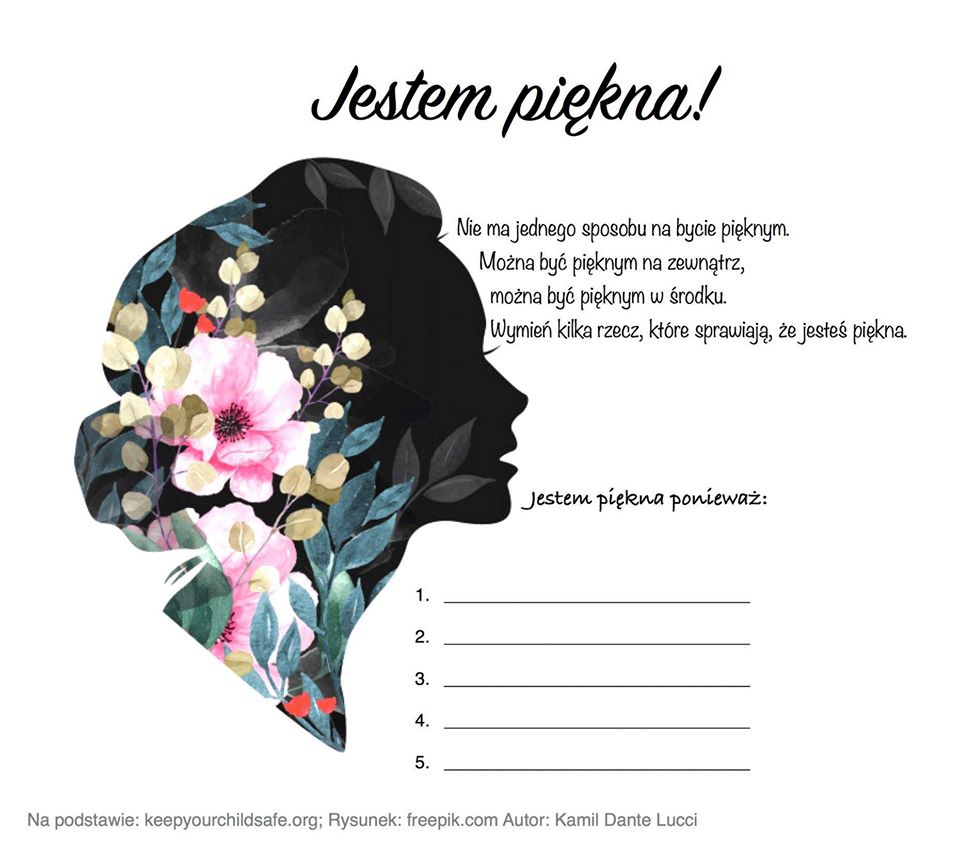 Jestem piękna!
Nie ma jednego sposobu na bycie pięknym.
Można być pięknym na zewnątrz,
można być pięknym w środku.
Wymień kilka rzecz, które sprawiają, że jesteś piękna.
Jestem piękna ponieważ:
1.
2.
3.
4.
5.
Na podstawie: keepyourchildsafe.org; Rysunek: freepik.com Autor: Kamil Dante Lucci